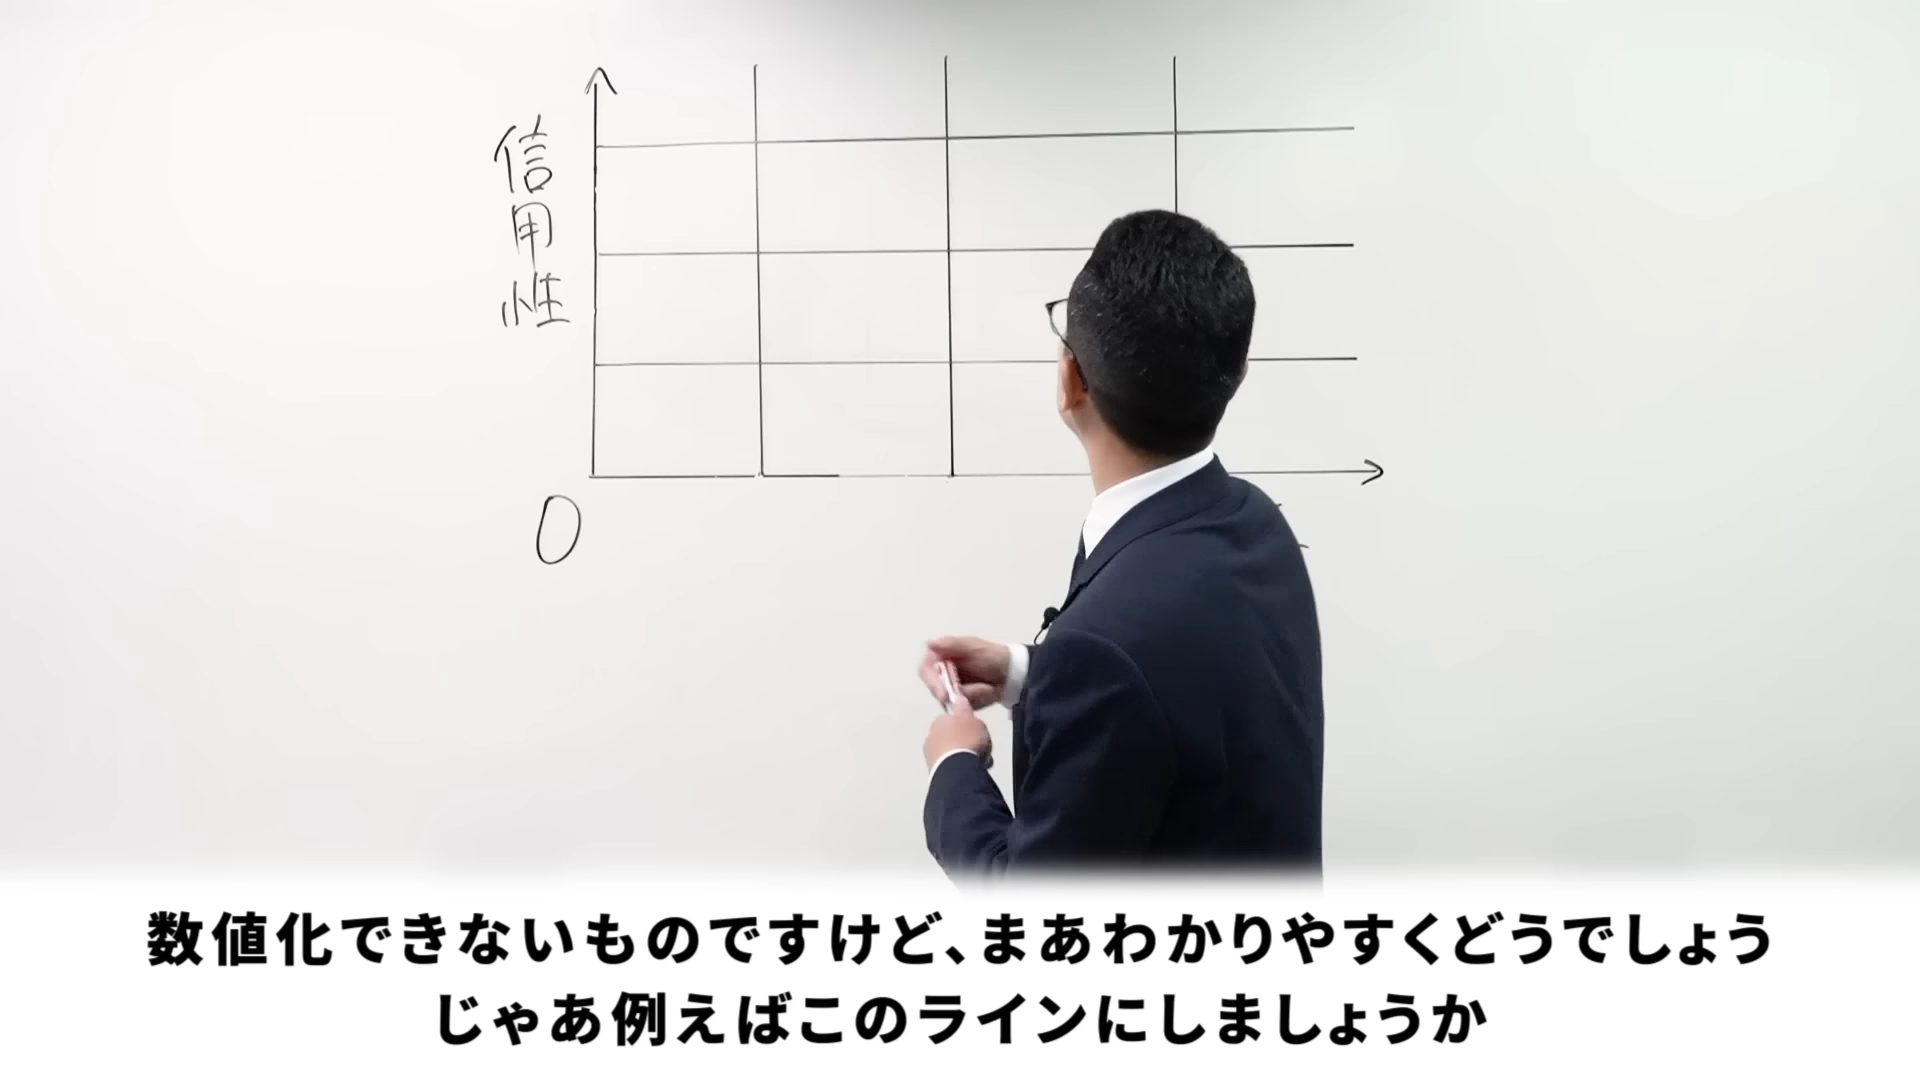 信用性
0
数値化できないものですけど、まあわかりやすくどうでしょう
じゃあ例えばこのラインにしましょうか